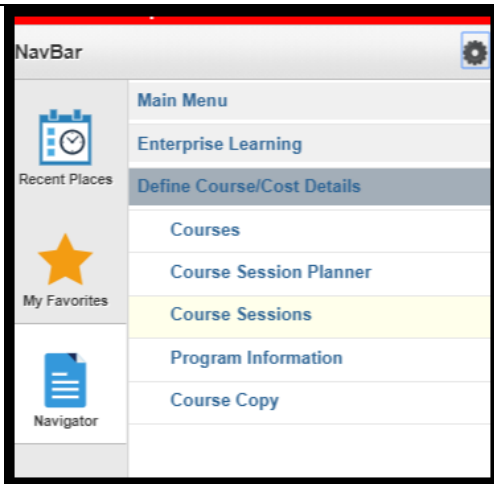 NavBar
Recent Places
My Favorites
Navigator
Main Menu
Enterprise Learning
Define Course/Cost Details
Courses
Course Session Planner
Course Sessions
Program Information
Course Copy